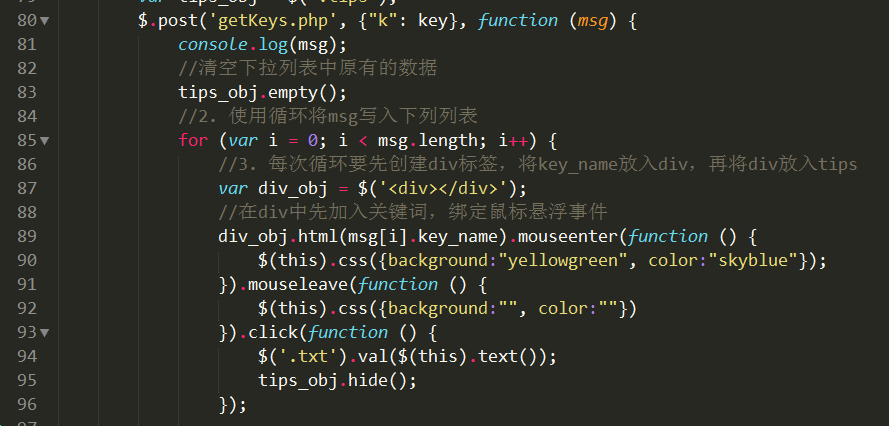 var tips_obj = $('.tips');
80 $.post('getKeys.php', {"k": key}, function (msg) {
81 console.log(msg);
82 //清空下拉列表中原有的数据
83 tips_obj.empty();
84 //2. 使用循环将msg写入下列列表
85 for (var i = 0; i < msg.length; i++) {
86 //3. 每次循环要先创建div标签，将key_name放入div，再将div放入tips
87 var div_obj = $('<div></div>');
88 //在div中先加入关键词，绑定鼠标悬浮事件
89 div_obj.html(msg[i].key_name).mouseenter(function () {
90 $(this).css({background:"yellowgreen", color:"skyblue"});
91 }).mouseleave(function () {
92 $(this).css({background:"", color:""})
93 }).click(function () {
94 $('.txt').val($(this).text());
95 tips_obj.hide();
96 });